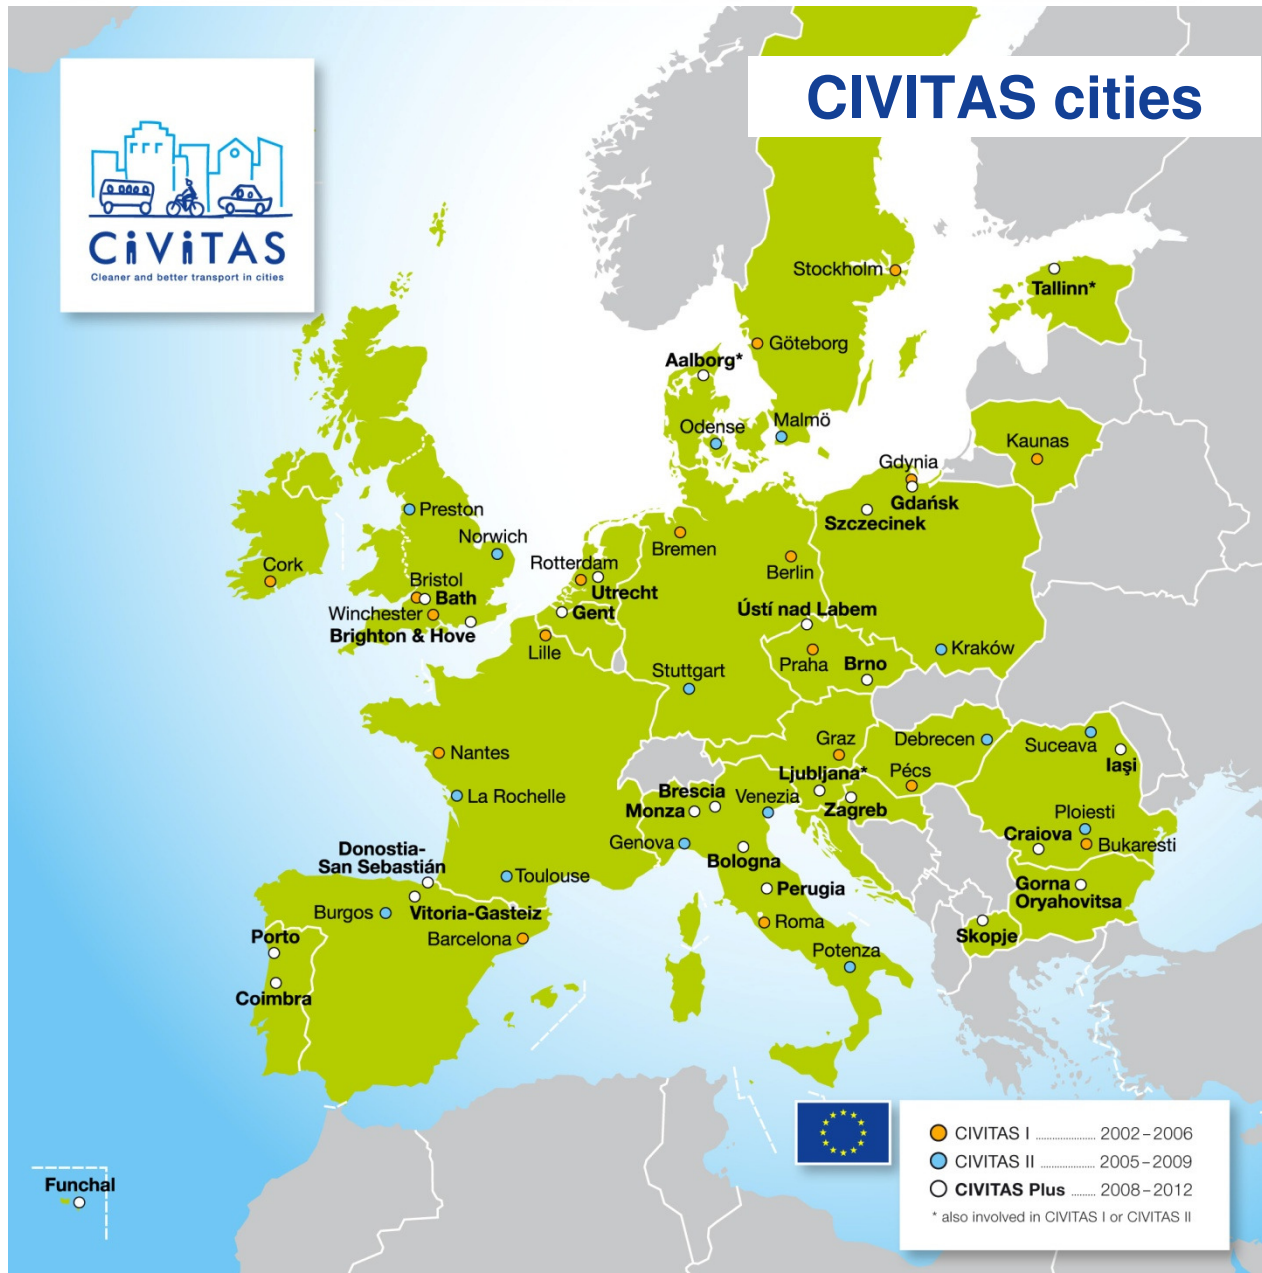 CIVITAS cities
CiViTAS
Cleaner and better transport in cities
Stockholm
Tallinn*
Göteborg
Aalborg*
Odense
Malmö
Kaunas
Gdynia
Gdańsk
Szczecinek
Preston
Norwich
Bremen
Berlin
Cork
Rotterdam
Utrecht
Bristol
Bath
Winchester
Brighton & Hove
Gent
Lille
Ústí nad Labem
Praha
Brno
Kraków
Stuttgart
Nantes
Graz
Debrecen
Suceava
Iaşi
Ljubljana*
Pécs
La Rochelle
Brescia
Monza
Venezia
Zagreb
Ploiesti
Craiova
Bukaresti
Genova
Bologna
Donostia-
San Sebastián
Toulouse
Vitoria-Gasteiz
Burgos
Barcelona
Perugia
Roma
Gorna
Oryahovitsa
Skopje
Porto
Coimbra
Potenza
Funchal
CIVITAS I ..................... 2002–2006
CIVITAS II ................... 2005–2009
CIVITAS Plus ......... 2008–2012
* also involved in CIVITAS I or CIVITAS II